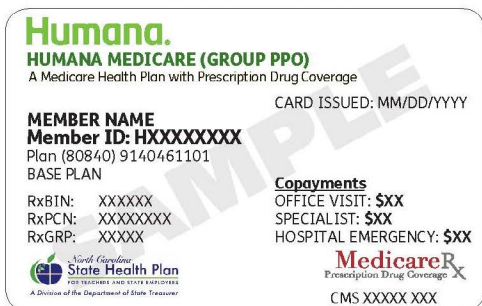 Humana.
HUMANA MEDICARE (GROUP PPO)
A Medicare Health Plan with Prescription Drug Coverage
CARD ISSUED: MM/DD/YYYY
MEMBER NAME
Member ID: HXXXXXXXX
Plan (80840) 9140461101
BASE PLAN
RxBIN: XXXXXX
RxPCN: XXXXXXXX
RxGRP: XXXXX
Copayments
OFFICE VISIT: $XX
SPECIALIST: $XX
HOSPITAL EMERGENCY: $XX
SAMPLE
North Carolina
State Health Plan
FOR TEACHERS AND STATE EMPLOYEES
A Division of the Department of State Treasurer
MedicareRx
Prescription Drug Coverage
CMS XXXXX XXX